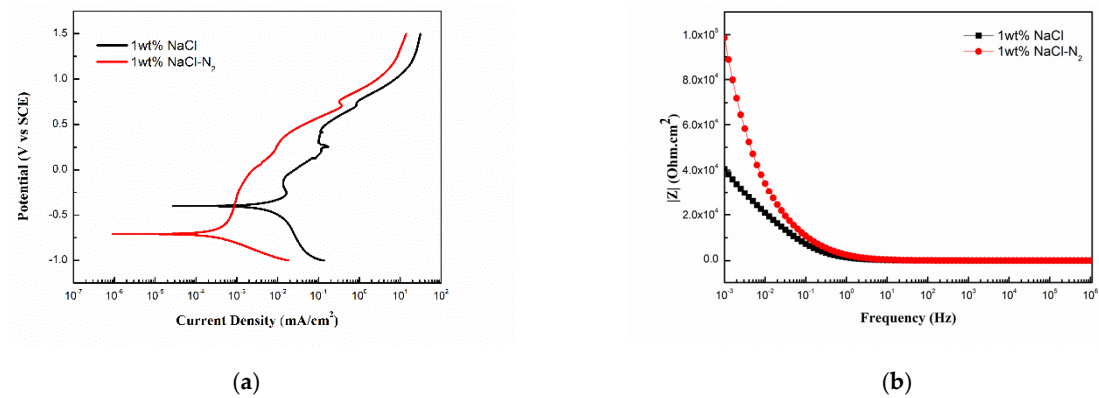 1wt% NaCl
1wt% NaCl-N₂
Potential (V vs SCE)
1.5
1.0
0.5
0.0
-0.5
-1.0
10⁻⁷ 10⁻⁶ 10⁻⁵ 10⁻⁴ 10⁻³ 10⁻² 10⁻¹ 10⁰ 10¹ 10²
Current Density (mA/cm²)
(a)
1wt% NaCl
1wt% NaCl-N₂
|Z| (Ohm.cm²)
1.0x10⁵
8.0x10⁴
6.0x10⁴
4.0x10⁴
2.0x10⁴
0.0
10⁻³ 10⁻² 10⁻¹ 10⁰ 10¹ 10² 10³ 10⁴ 10⁵ 10⁶
Frequency (Hz)
(b)